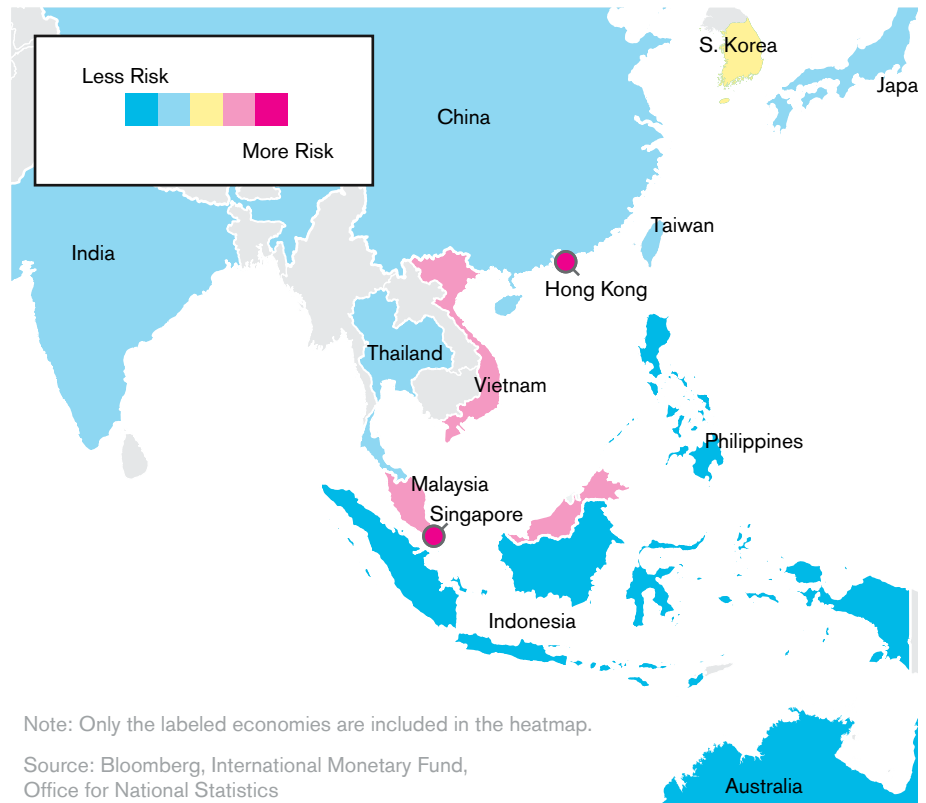 Less Risk
More Risk
S. Korea
Japa
China
Taiwan
India
Hong Kong
Thailand
Vietnam
Philippines
Malaysia
Singapore
Indonesia
Note: Only the labeled economies are included in the heatmap.
Source: Bloomberg, International Monetary Fund,
Office for National Statistics
Australia